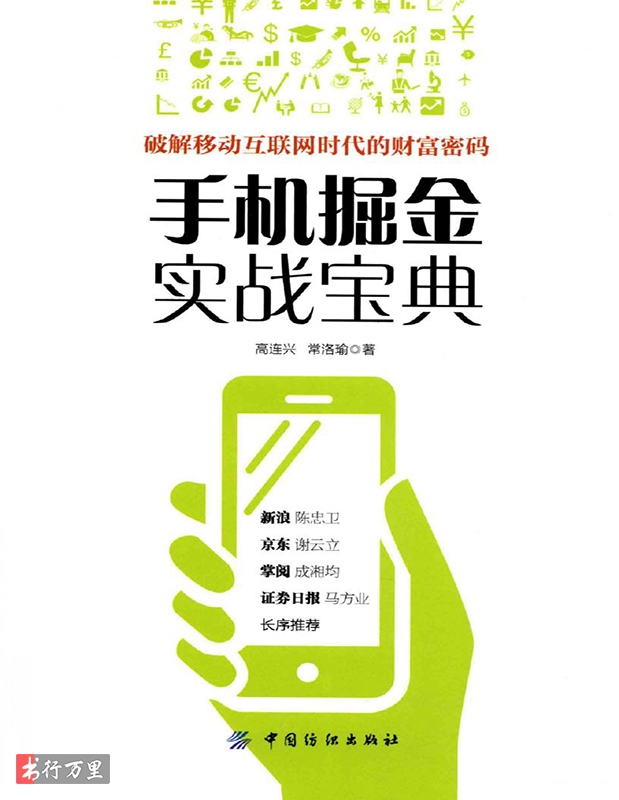 破解移动互联网时代的财富密码
手机掘金
实战宝典
高连兴 常洛瑜◎著
新浪 陈忠卫
京东 谢云立
掌阅 成湘均
证券日报 马方业
长序推荐
中国纺织出版社
书行万里